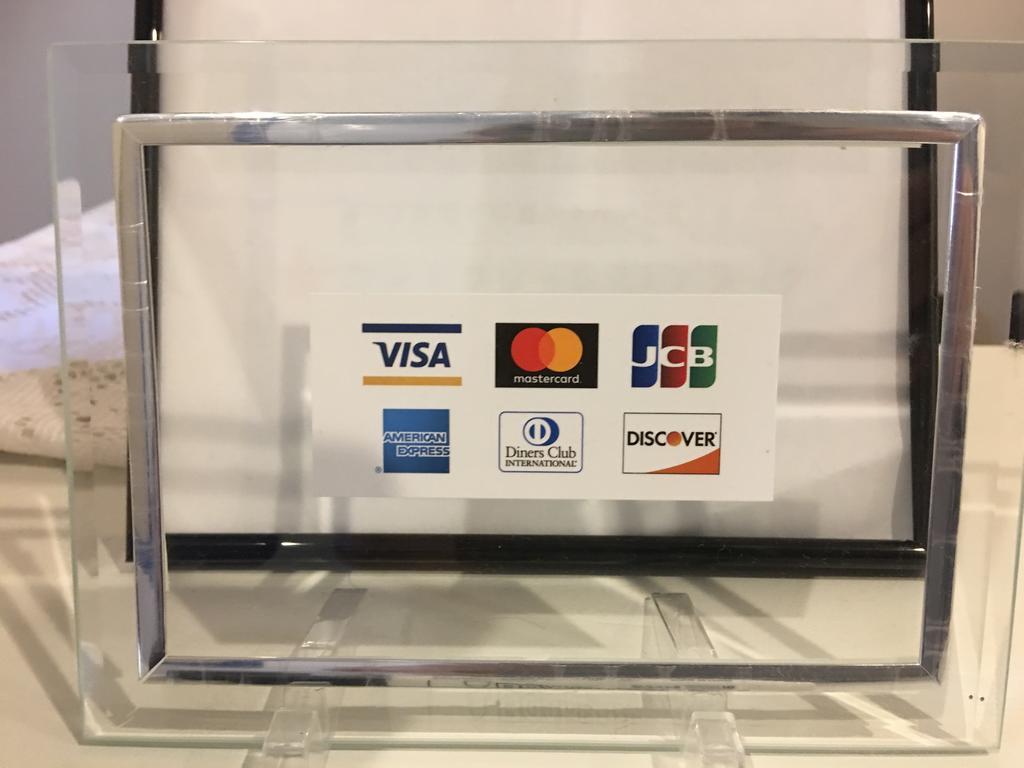 VISA
mastercard
JCB
AMERICAN
EXPRESS
Diners Club
INTERNATIONAL
DISCOVER